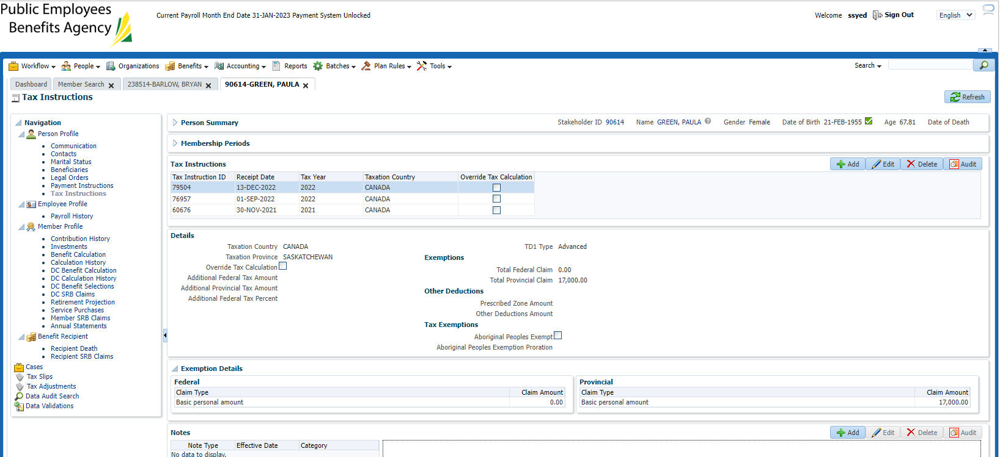 Public Employees
Benefits Agency
Current Payroll Month End Date 31-JAN-2023 Payment System Unlocked
Welcome ssyed Sign Out English
Workflow People Organizations Benefits Accounting Reports Batches Plan Rules Tools Search
Dashboard Member Search 238514-BARLOW, BRYAN 90614-GREEN, PAULA
Tax Instructions
Refresh
Navigation
Person Profile
Communication
Contacts
Marital Status
Beneficiaries
Legal Orders
Payment Instructions
Tax Instructions
Employee Profile
Payroll History
Member Profile
Contribution History
Investments
Benefit Calculation
Calculation History
DC Benefit Calculation
DC Calculation History
DC Benefit Selections
DC SRB Claims
Retirement Projection
Service Purchases
Member SRB Claims
Annual Statements
Benefit Recipient
Recipient Death
Recipient SRB Claims
Cases
Tax Slips
Tax Adjustments
Data Audit Search
Data Validations
Person Summary Stakeholder ID 90614 Name GREEN, PAULA Gender Female Date of Birth 21-FEB-1955 Age 67.81 Date of Death
Membership Periods
Tax Instructions Add Edit Delete Audit
Tax Instruction ID Receipt Date Tax Year Taxation Country Override Tax Calculation
79504 13-DEC-2022 2022 CANADA
76957 01-SEP-2022 2022 CANADA
60676 30-NOV-2021 2021 CANADA
Details
Taxation Country CANADA
Taxation Province SASKATCHEWAN
Override Tax Calculation
Additional Federal Tax Amount
Additional Provincial Tax Amount
Additional Federal Tax Percent
TD1 Type Advanced
Exemptions
Total Federal Claim 0.00
Total Provincial Claim 17,000.00
Other Deductions
Prescribed Zone Amount
Other Deductions Amount
Tax Exemptions
Aboriginal Peoples Exempt
Aboriginal Peoples Exemption Proration
Exemption Details
Federal
Claim Type Claim Amount
Basic personal amount 0.00
Provincial
Claim Type Claim Amount
Basic personal amount 17,000.00
Notes Add Edit Delete Audit
Note Type Effective Date Category
No data to display.